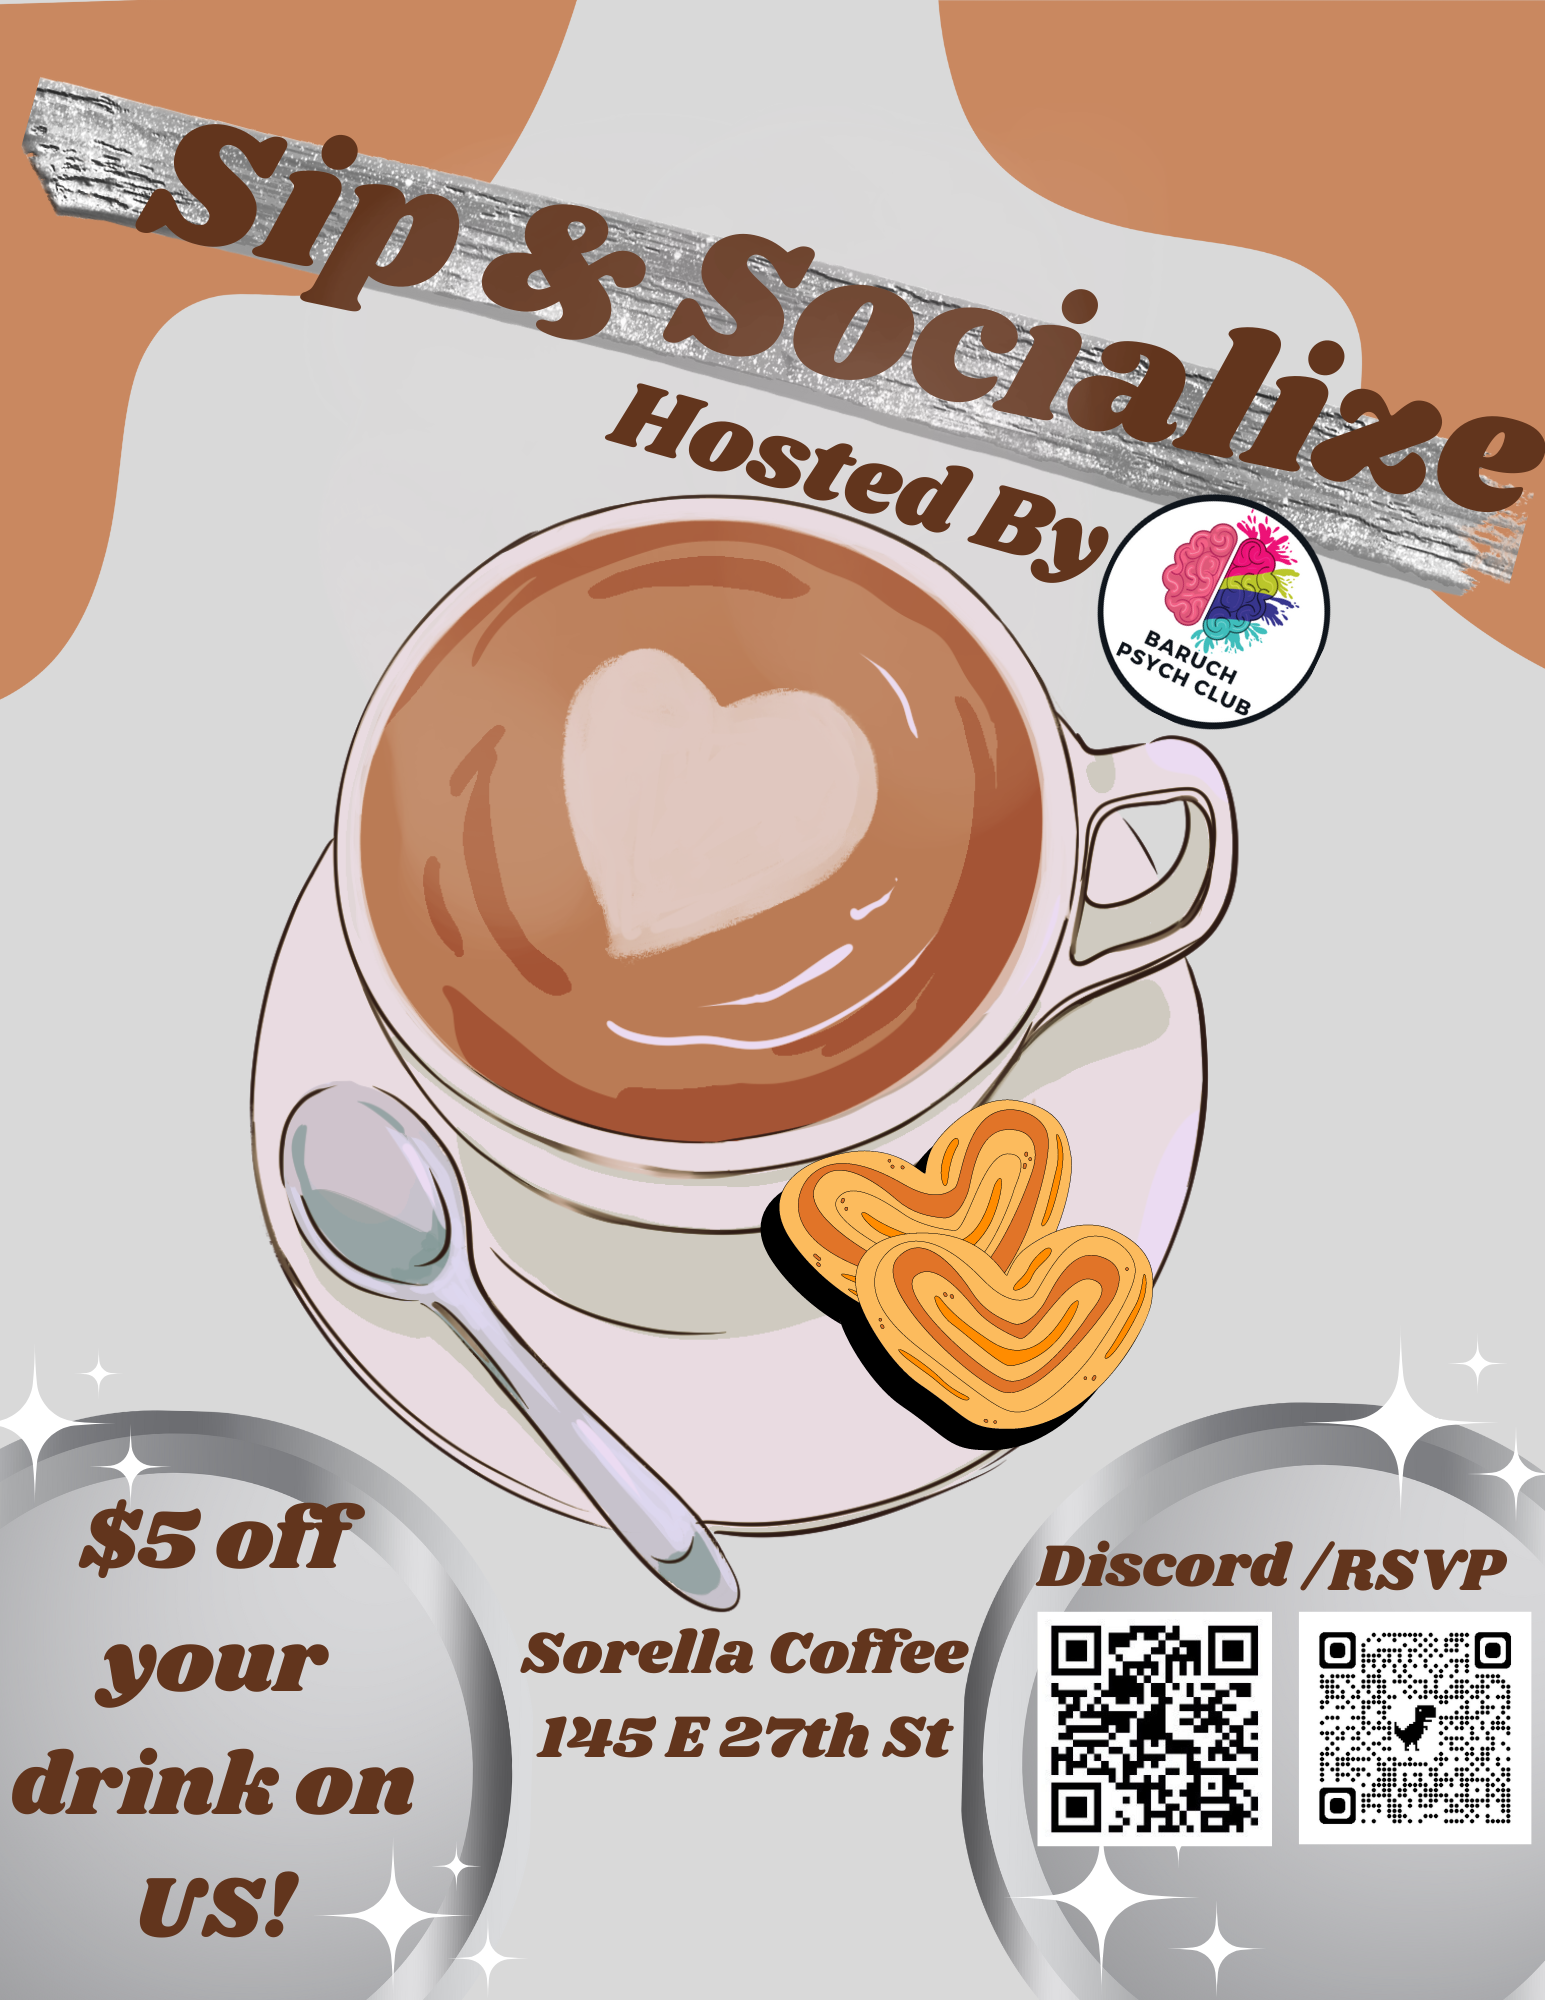 Sip & Socialize
Hosted By
BARUCH
PSYCH CLUB
$5 off
your
drink on
US!
Sorella Coffee
145 E 27th St
Discord /RSVP